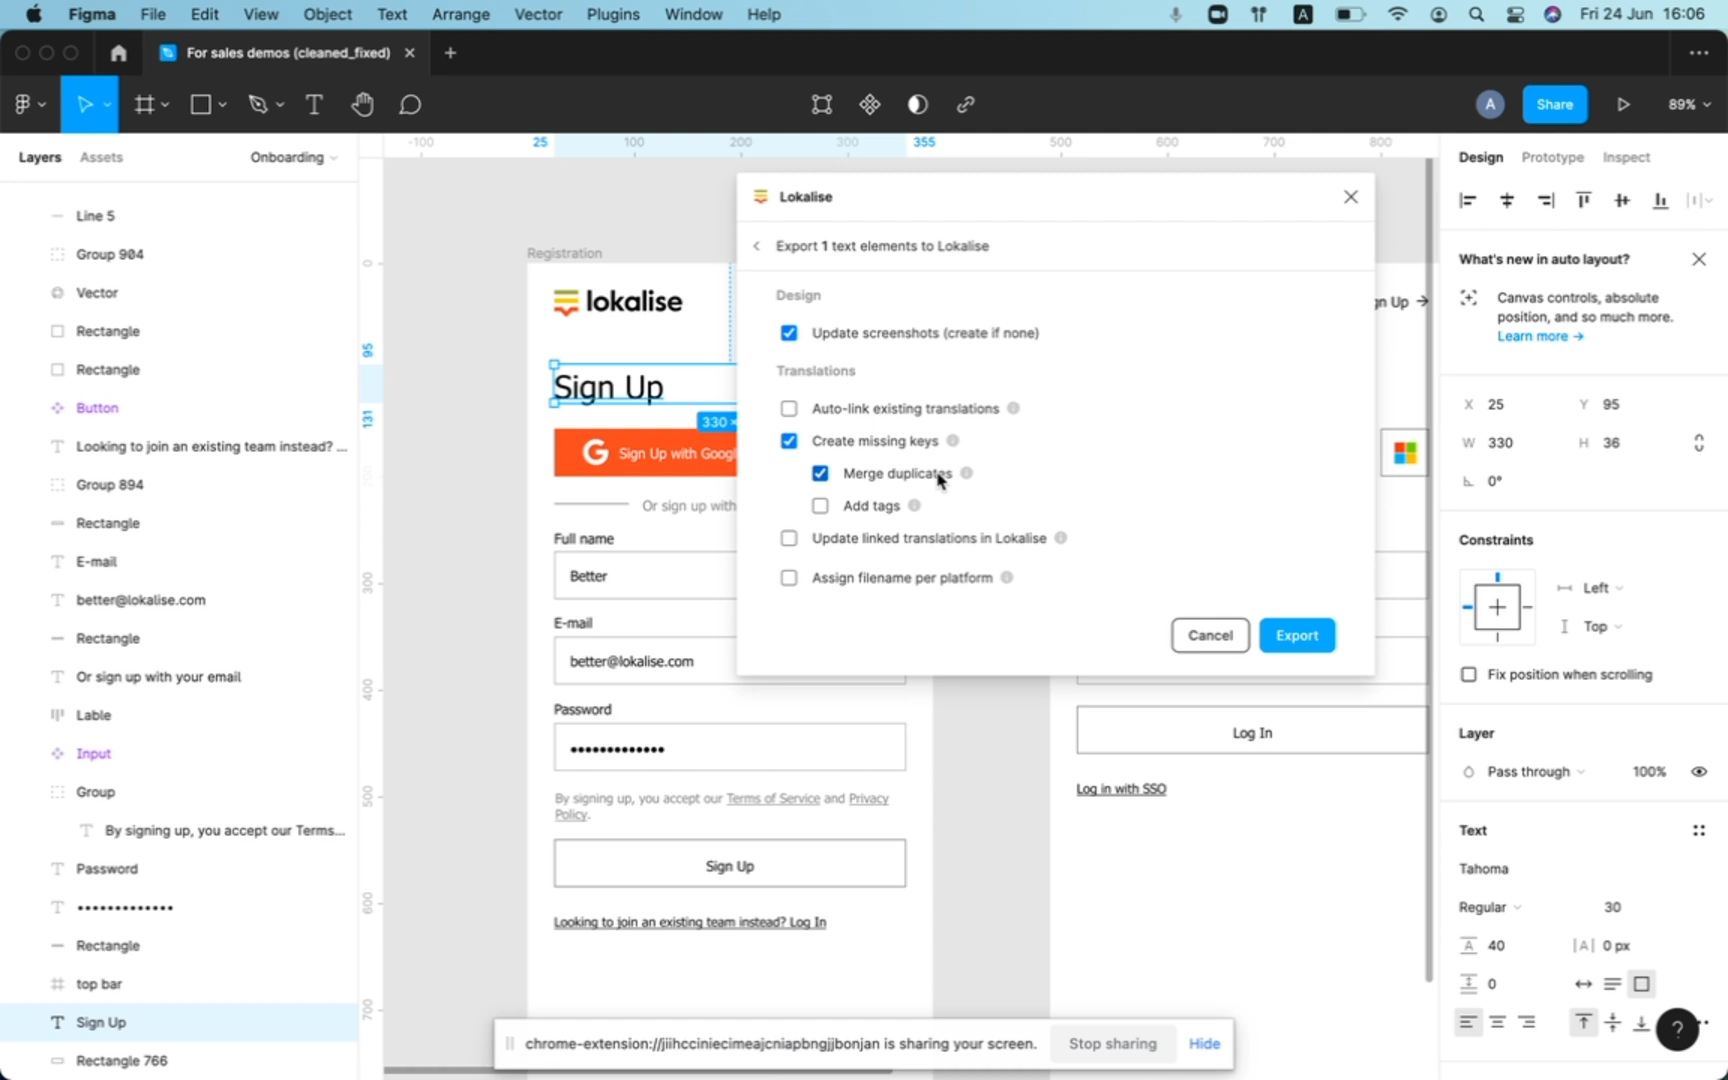 Figma File Edit View Object Text Arrange Vector Plugins Window Help A Fri 24 Jun 16:06
For sales demos (cleaned_fixed)
A Share 89%
Layers Assets Onboarding
-100 25 100 200 300 355 500 600 700 800
Design Prototype Inspect
Line 5
Group 904
Vector
Rectangle
Rectangle
Button
Looking to join an existing team instead? ...
Group 894
Rectangle
E-mail
better@lokalise.com
Rectangle
Or sign up with your email
Lable
Input
Group
By signing up, you accept our Terms...
Password
•••••••••••••
Rectangle
top bar
Sign Up
Rectangle 766
0
95
131
300
400
500
600
700
Registration
lokalise
Sign Up
330 ×
Sign Up with Googl
Or sign up with
Full name
Better
E-mail
better@lokalise.com
Password
•••••••••••••
By signing up, you accept our Terms of Service and Privacy
Policy.
Sign Up
Looking to join an existing team instead? Log In
gn Up →
Log In
Log in with SSO
Lokalise
Export 1 text elements to Lokalise
Design
Update screenshots (create if none)
Translations
Auto-link existing translations
Create missing keys
Merge duplicates
Add tags
Update linked translations in Lokalise
Assign filename per platform
Cancel Export
chrome-extension://jiihcciniecimeajcniapbngjjbonjan is sharing your screen. Stop sharing Hide
What's new in auto layout?
Canvas controls, absolute
position, and so much more.
Learn more →
X 25 Y 95
W 330 H 36
0°
Constraints
Left
Top
Fix position when scrolling
Layer
Pass through 100%
Text
Tahoma
Regular 30
A 40 |A| 0 px
0
?